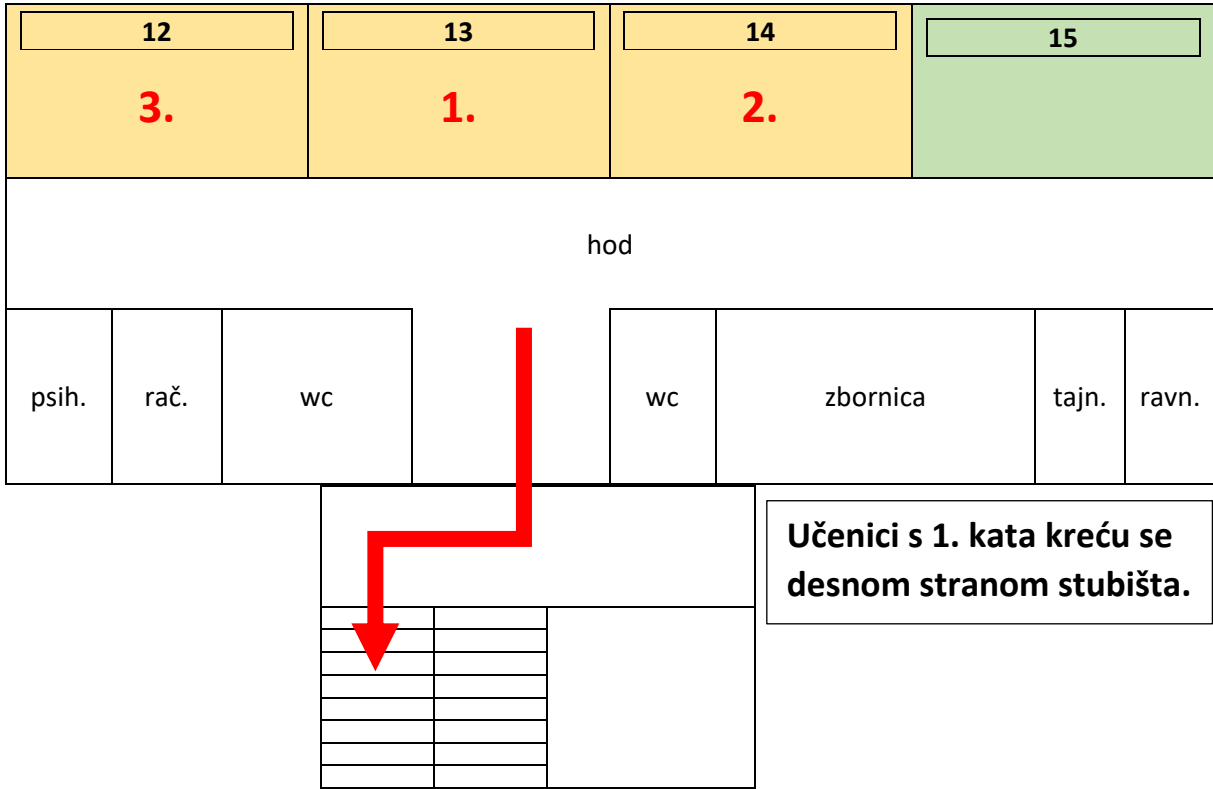 12
13
14
15
3.
1.
2.
hod
psih.
rač.
wc
wc
zbornica
tajn.
ravn.
Učenici s 1. kata kreću se
desnom stranom stubišta.